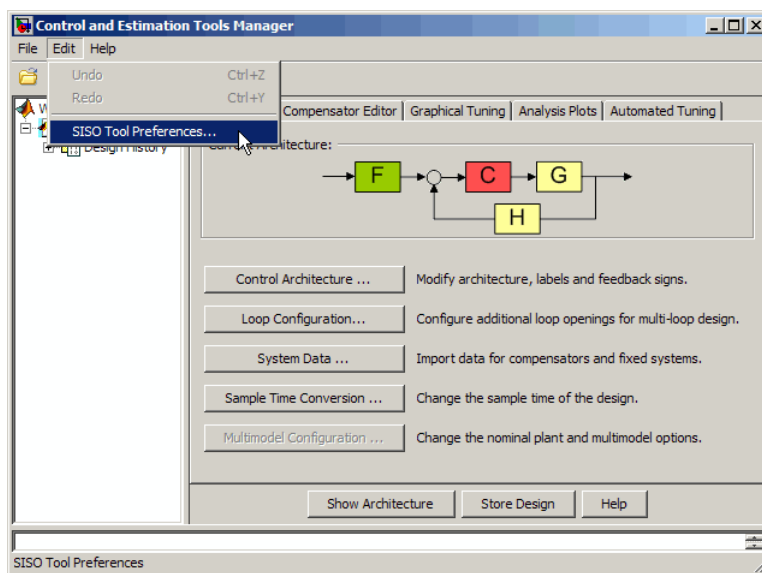 Control and Estimation Tools Manager
File Edit Help
Undo Ctrl+Z
Redo Ctrl+Y
SISO Tool Preferences...
Compensator Editor Graphical Tuning Analysis Plots Automated Tuning
Design History
Architecture:
F C G
H
Control Architecture ... Modify architecture, labels and feedback signs.
Loop Configuration... Configure additional loop openings for multi-loop design.
System Data ... Import data for compensators and fixed systems.
Sample Time Conversion ... Change the sample time of the design.
Multimodel Configuration ... Change the nominal plant and multimodel options.
Show Architecture Store Design Help
SISO Tool Preferences